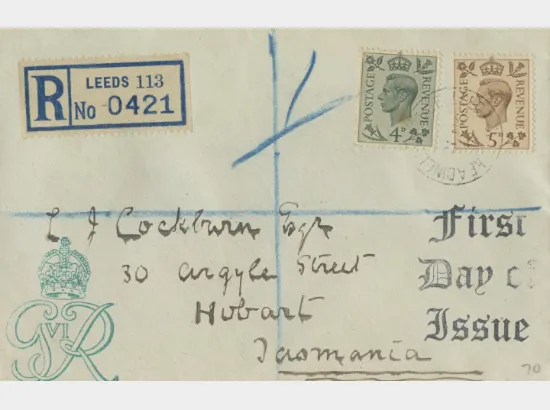 R LEEDS 113
No 0421
POSTAGE REVENUE
4D
POSTAGE REVENUE
5D
L J Cockburn Esqr
30 Argyle Street
Hobart
Tasmania
First
Day of
Issue
G VI R
70